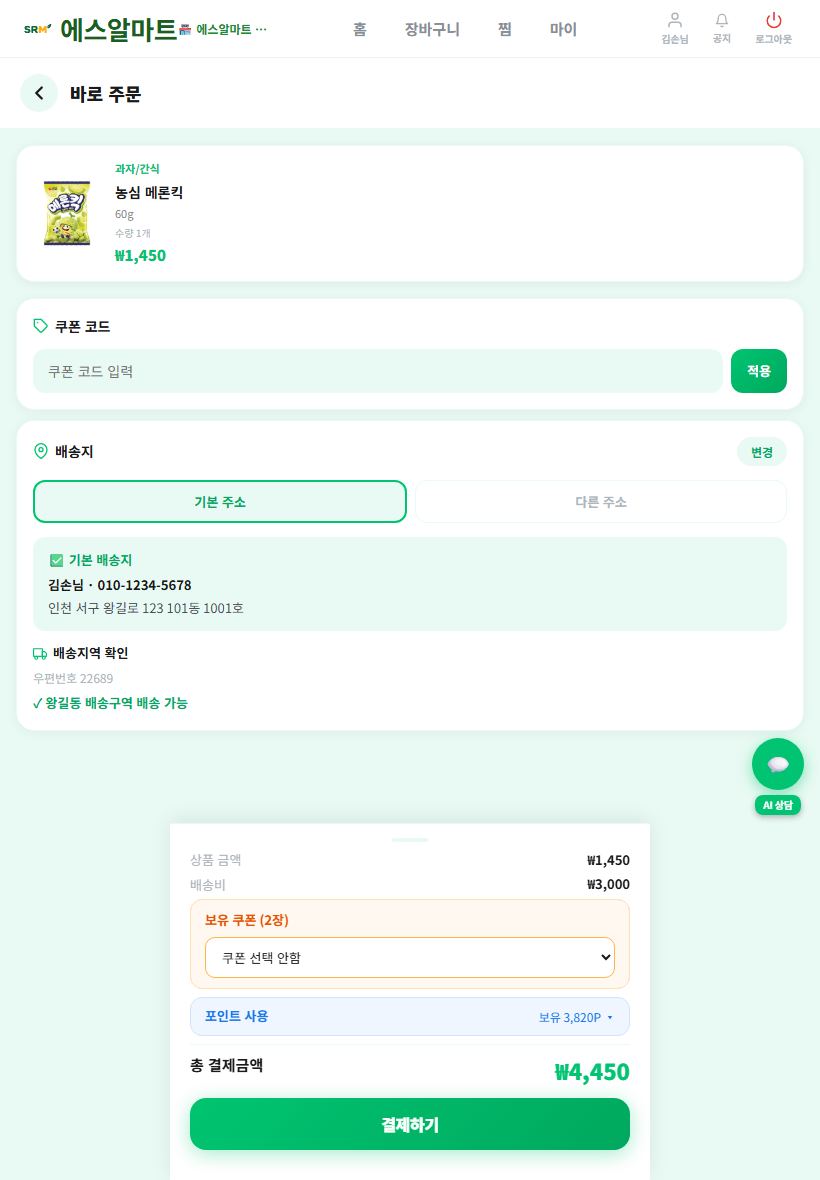 SRM 에스알마트 에스알마트 ···
홈 장바구니 찜 마이
김손님 공지 로그아웃
바로 주문
과자/간식
농심 메론킥
60g
수량 1개
₩1,450
메론킥
쿠폰 코드
쿠폰 코드 입력
적용
배송지
변경
기본 주소
다른 주소
✅ 기본 배송지
김손님 · 010-1234-5678
인천 서구 왕길로 123 101동 1001호
배송지역 확인
우편번호 22689
✓ 왕길동 배송구역 배송 가능
AI 상담
상품 금액 ₩1,450
배송비 ₩3,000
보유 쿠폰 (2장)
쿠폰 선택 안함
포인트 사용 보유 3,820P ▼
총 결제금액 ₩4,450
결제하기